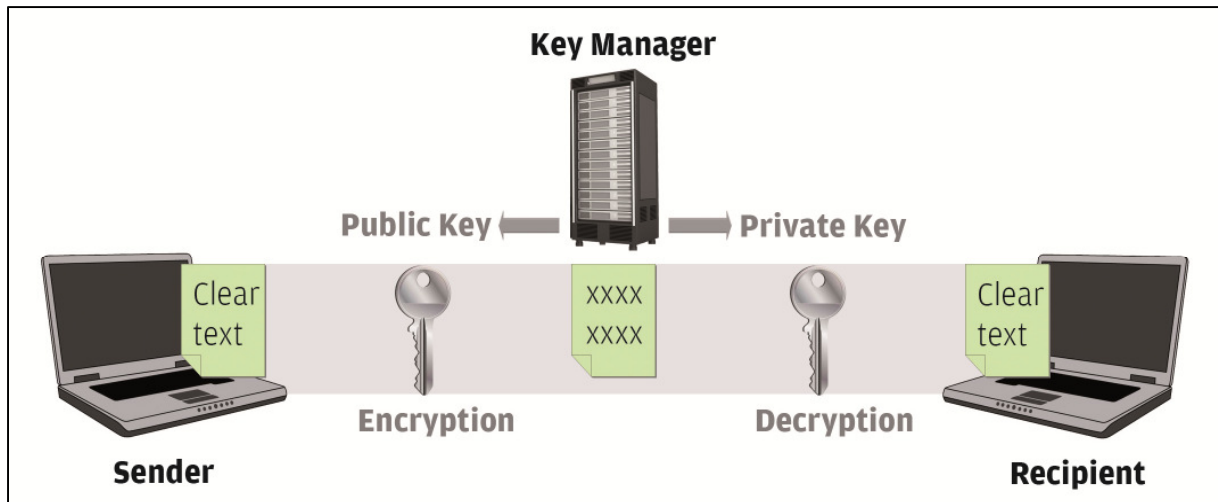 Key Manager
Public Key
Private Key
Clear
text
xxxx
xxxx
Clear
text
Encryption
Decryption
Sender
Recipient